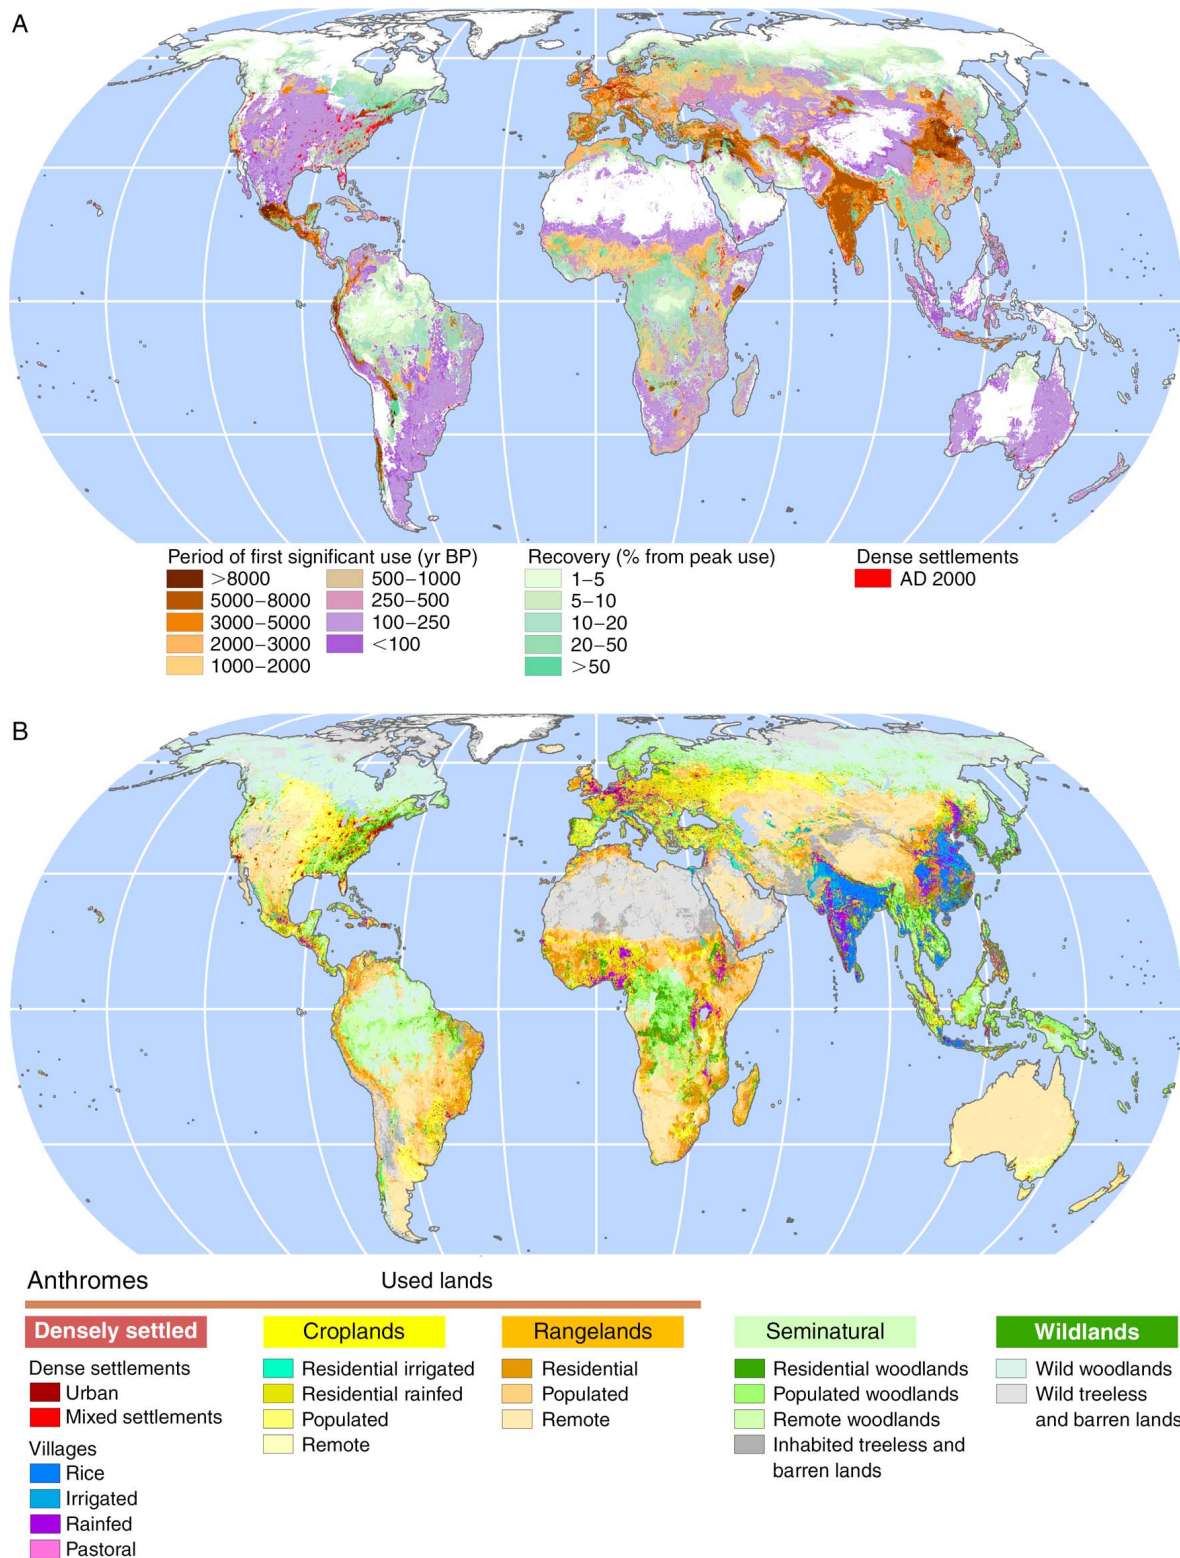 A
Period of first significant use (yr BP)
>8000
5000–8000
3000–5000
2000–3000
1000–2000
500–1000
250–500
100–250
<100
Recovery (% from peak use)
1–5
5–10
10–20
20–50
>50
Dense settlements
AD 2000
B
Anthromes
Used lands
Densely settled
Dense settlements
Urban
Mixed settlements
Villages
Rice
Irrigated
Rainfed
Pastoral
Croplands
Residential irrigated
Residential rainfed
Populated
Remote
Rangelands
Residential
Populated
Remote
Seminatural
Residential woodlands
Populated woodlands
Remote woodlands
Inhabited treeless and
barren lands
Wildlands
Wild woodlands
Wild treeless
and barren lands